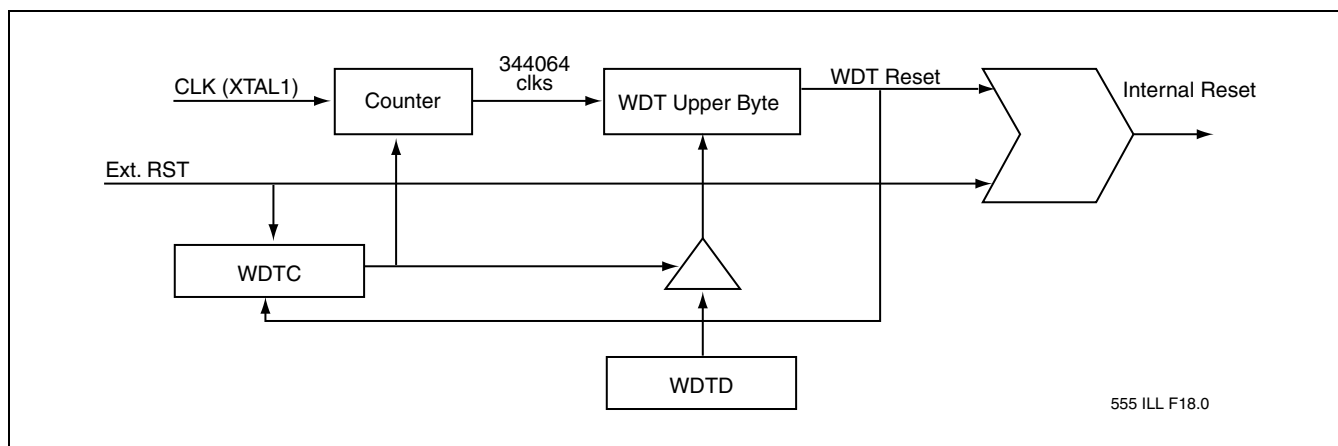 344064
clks
CLK (XTAL1)
Counter
WDT Upper Byte
WDT Reset
Internal Reset
Ext. RST
WDTC
WDTD
555 ILL F18.0